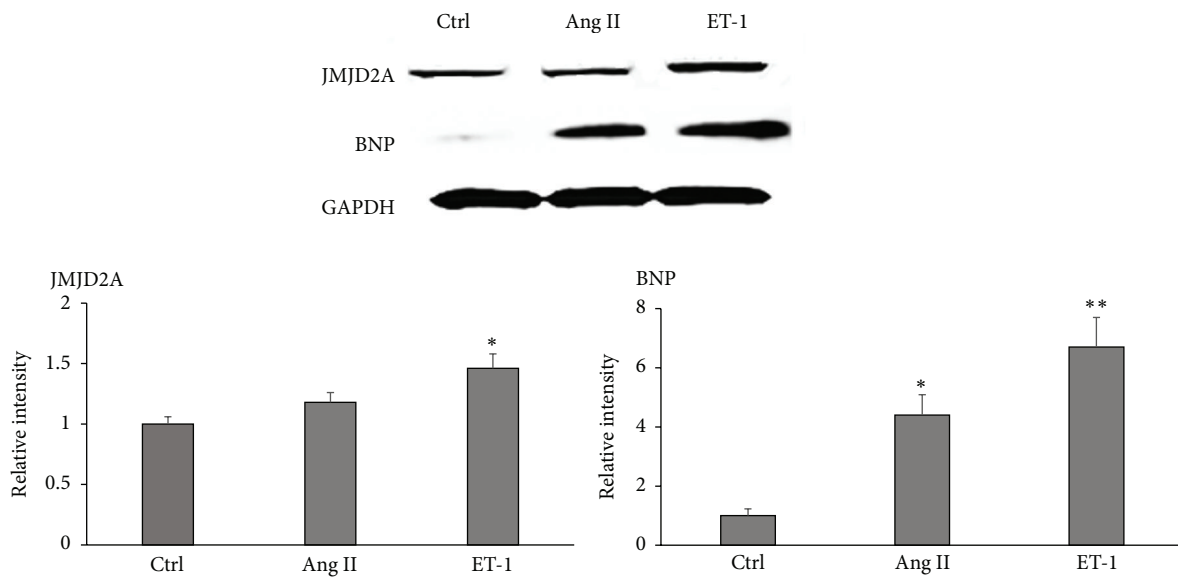 Ctrl Ang II ET-1
JMJD2A
BNP
GAPDH
JMJD2A
2
1.5
1
0.5
0
Relative intensity
*
Ctrl Ang II ET-1
BNP
8
6
4
2
0
Relative intensity
*
**
Ctrl Ang II ET-1